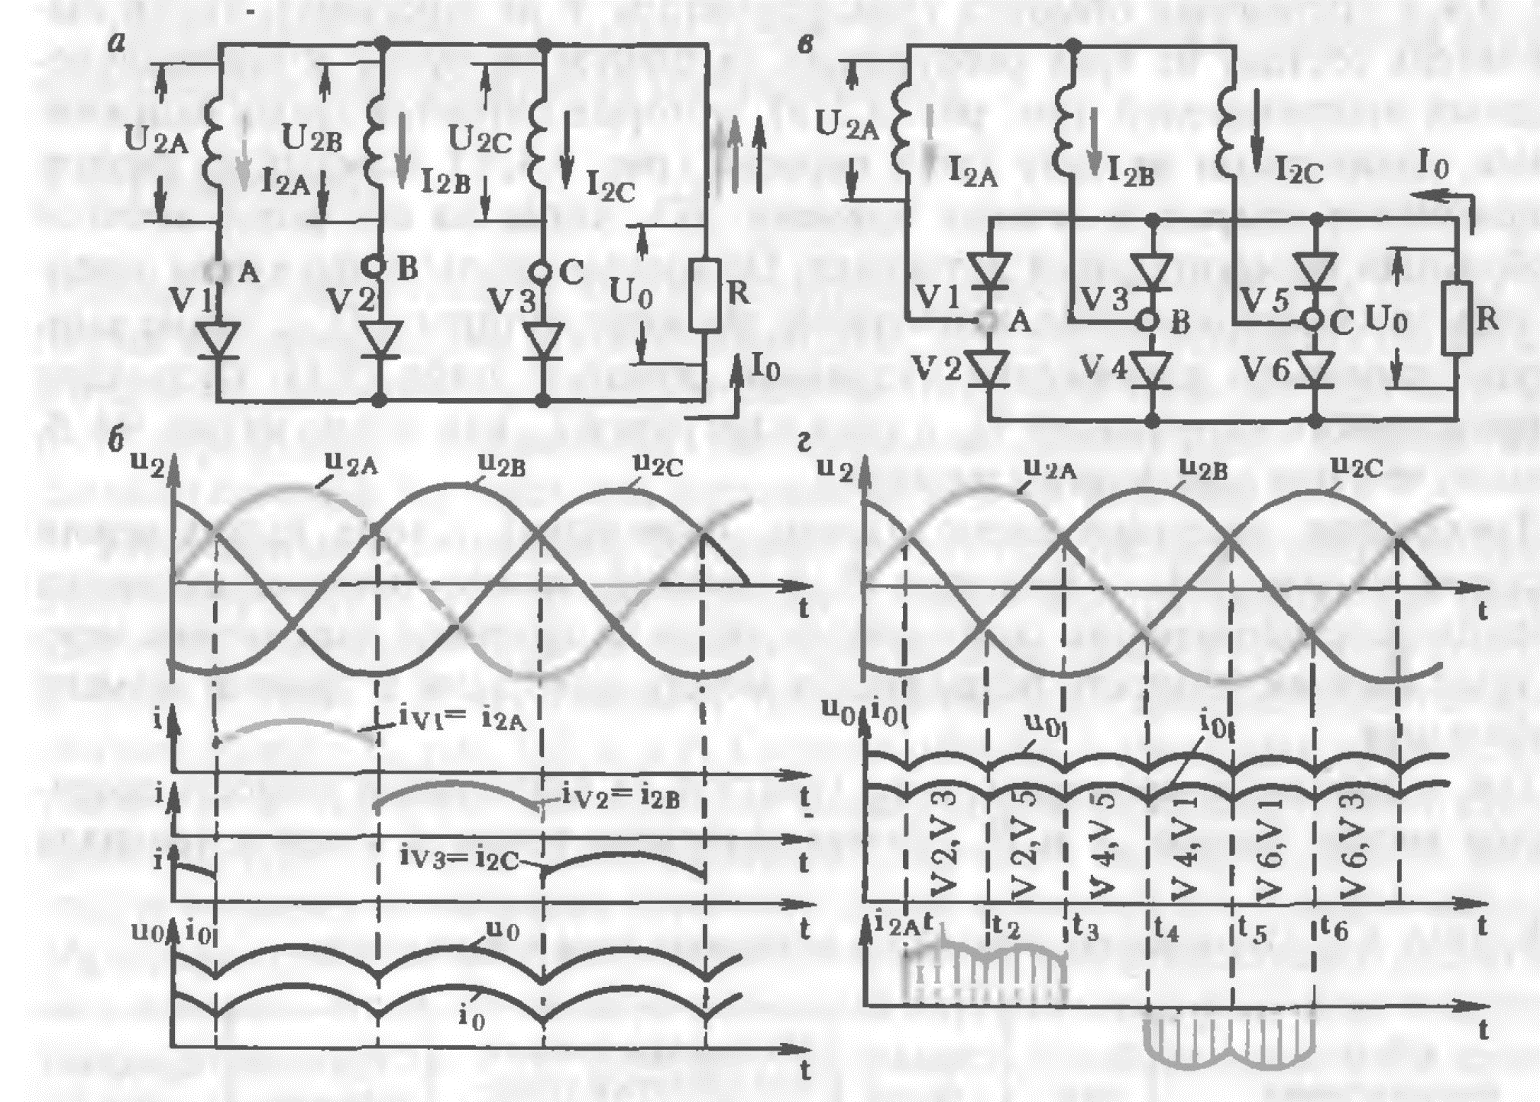 а
U2A
U2B
U2C
I2A
I2B
I2C
A
B
C
V1
V2
V3
U0
R
I0
в
U2A
I2A
I2B
I2C
I0
V1
A
V3
B
V5
C
U0
R
V2
V4
V6
б
u2
u2A
u2B
u2C
t
i
iV1= i2A
t
i
iV2= i2B
t
i
iV3= i2C
t
u0 i0
u0
i0
t
г
u2
u2A
u2B
u2C
t
u0 i0
u0
i0
V2, V3
V2, V5
V4, V5
V4, V1
V6, V1
V6, V3
t
i2A t1
t2
t3
t4
t5
t6
t